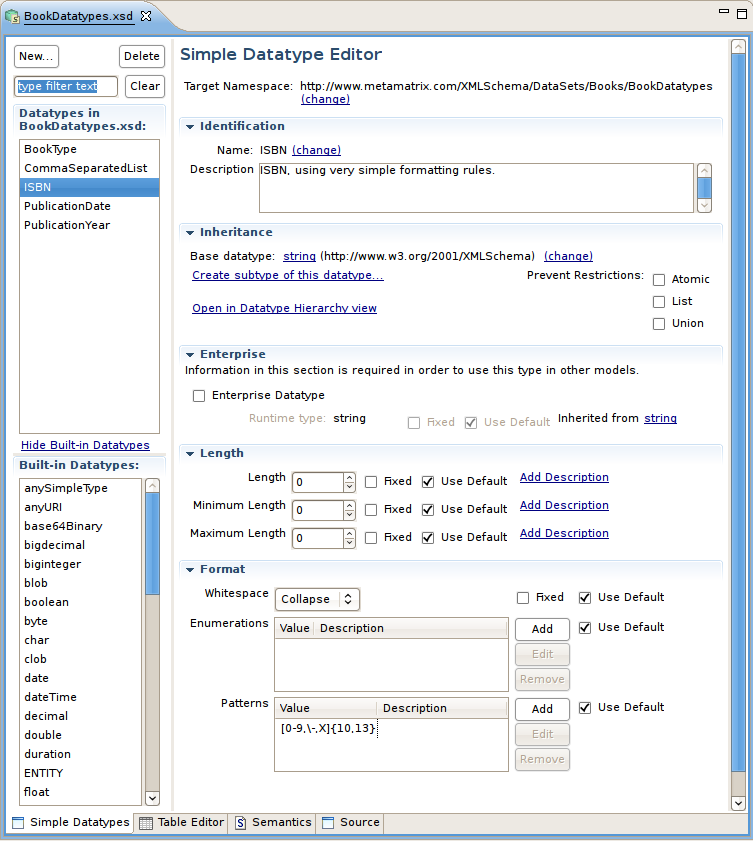 BookDatatypes.xsd
New... Delete
type filter text Clear
Datatypes in
BookDatatypes.xsd:
BookType
CommaSeparatedList
ISBN
PublicationDate
PublicationYear
Hide Built-in Datatypes
Built-in Datatypes:
anySimpleType
anyURI
base64Binary
bigdecimal
biginteger
blob
boolean
byte
char
clob
date
dateTime
decimal
double
duration
ENTITY
float
Simple Datatype Editor
Target Namespace: http://www.metamatrix.com/XMLSchema/DataSets/Books/BookDatatypes
(change)
Identification
Name: ISBN (change)
Description ISBN, using very simple formatting rules.
Inheritance
Base datatype: string (http://www.w3.org/2001/XMLSchema) (change)
Create subtype of this datatype... Prevent Restrictions: Atomic
List
Open in Datatype Hierarchy view
Union
Enterprise
Information in this section is required in order to use this type in other models.
Enterprise Datatype
Runtime type: string Fixed Use Default Inherited from string
Length
Length 0 Fixed Use Default Add Description
Minimum Length 0 Fixed Use Default Add Description
Maximum Length 0 Fixed Use Default Add Description
Format
Whitespace Collapse Fixed Use Default
Enumerations Value Description Add Use Default
Edit
Remove
Patterns Value Description Add Use Default
[0-9,\-,X]{10,13}
Edit
Remove
Simple Datatypes Table Editor Semantics Source